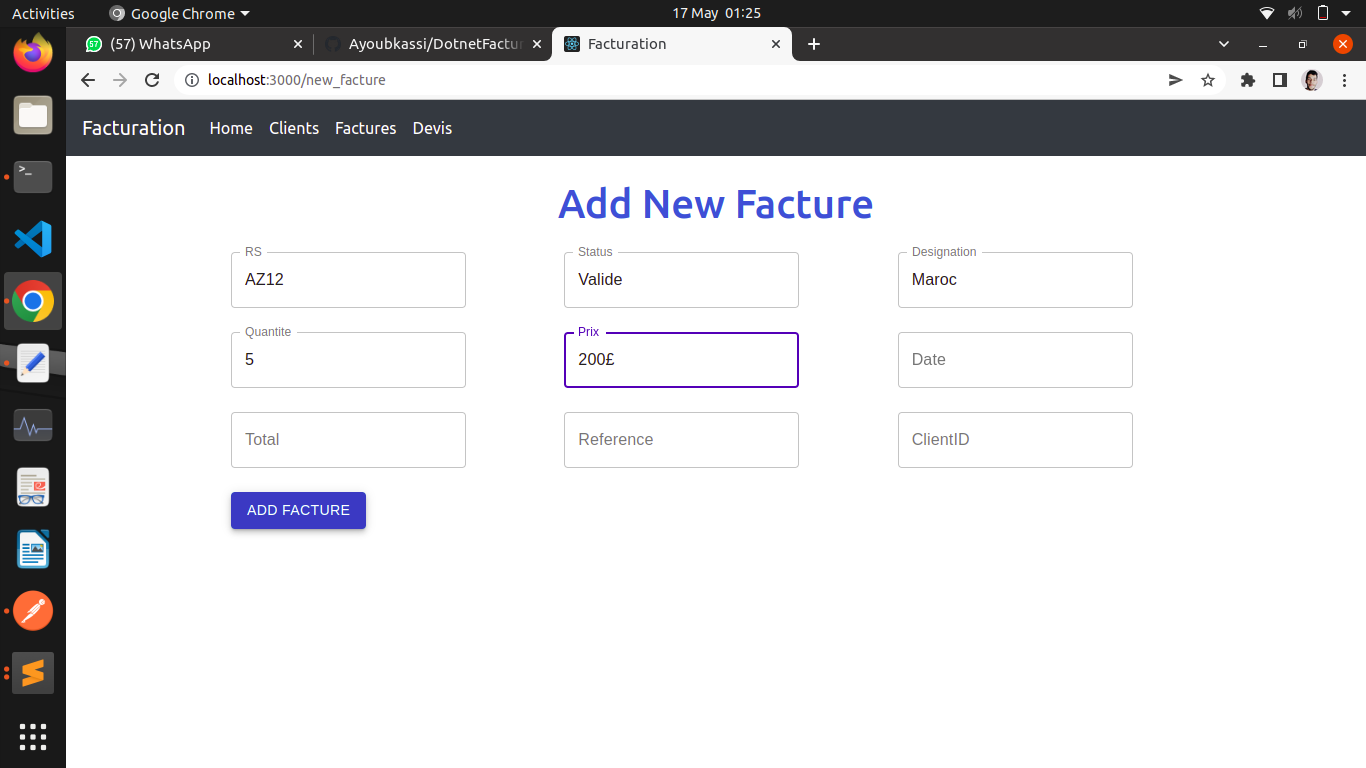 Activities Google Chrome 17 May 01:25
57 (57) WhatsApp Ayoubkassi/DotnetFactur Facturation
localhost:3000/new_facture
Facturation Home Clients Factures Devis
Add New Facture
RS Status Designation
AZ12 Valide Maroc
Quantite Prix
5 200£ Date
Total Reference ClientID
ADD FACTURE